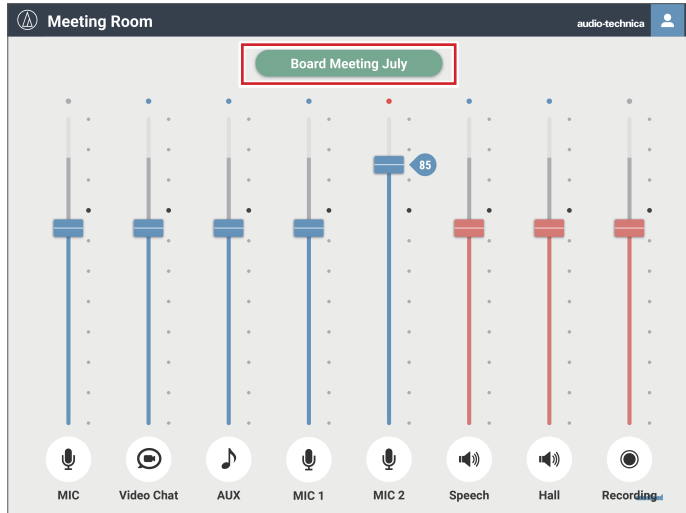 Meeting Room
audio-technica
Board Meeting July
85
MIC
Video Chat
AUX
MIC 1
MIC 2
Speech
Hall
Recording